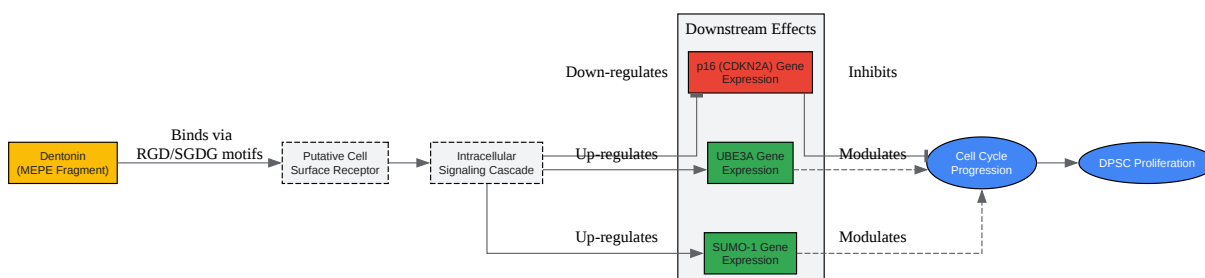 Downstream Effects
Down-regulates
p16 (CDKN2A) Gene
Expression
Inhibits
Dentonin
(MEPE Fragment)
Binds via
RGD/SGDG motifs
Putative Cell
Surface Receptor
Intracellular
Signaling Cascade
Up-regulates
UBE3A Gene
Expression
Modulates
Cell Cycle
Progression
DPSC Proliferation
Up-regulates
SUMO-1 Gene
Expression
Modulates